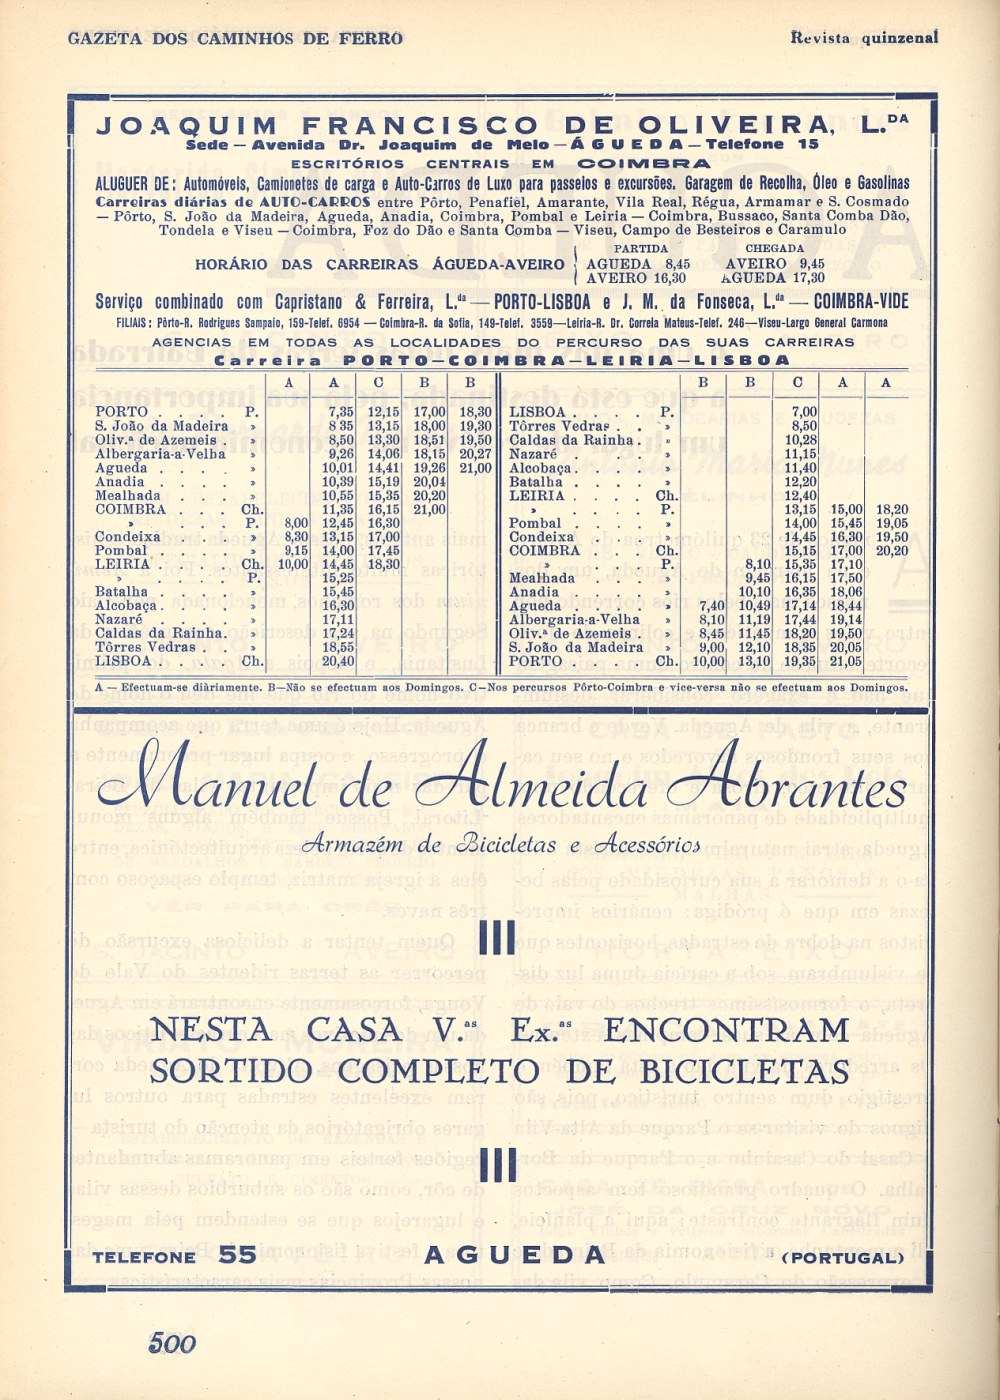 GAZETA DOS CAMINHOS DE FERRO
Revista quinzenal
JOAQUIM FRANCISCO DE OLIVEIRA, L.DA
Sede — Avenida Dr. Joaquim de Melo — ÁGUEDA — Telefone 15
ESCRITÓRIOS CENTRAIS EM COIMBRA
ALUGUER DE: Automóveis, Camionetes de carga e Auto-Carros de Luxo para passeios e excursões, Garagem de Recolha, Óleo e Gasolinas
Carreiras diárias de AUTO-CARROS entre Pôrto, Penafiel, Amarante, Vila Real, Régua, Armamar e S. Cosmado
— Pôrto, S. João da Madeira, Agueda, Anadia, Coimbra, Pombal e Leiria — Coimbra, Bussaco, Santa Comba Dão,
Tondela e Viseu — Coimbra, Foz do Dão e Santa Comba — Viseu, Campo de Besteiros e Caramulo
PARTIDA CHEGADA
HORÁRIO DAS CARREIRAS ÁGUEDA-AVEIRO AGUEDA 8,45 AVEIRO 9,45
AVEIRO 16,30 AGUEDA 17,30
Serviço combinado com Capristano & Ferreira, L.da — PORTO-LISBOA e J. M. da Fonseca, L.da — COIMBRA-VIDE
FILIAIS: Pôrto-R. Rodrigues Sampaio, 159-Telef. 6954 — Coimbra-R. da Sofia, 149-Telef. 3559 — Leiria-R. Dr. Correia Mateus-Telef. 246 — Viseu-Largo General Carmona
AGENCIAS EM TODAS AS LOCALIDADES DO PERCURSO DAS SUAS CARREIRAS
Carreira PORTO-COIMBRA-LEIRIA-LISBOA
A A C B B
PORTO . . . . P. 7,35 12,15 17,00 18,30
S. João da Madeira » 8 35 13,15 18,00 19,30
Oliv.ª de Azemeis . » 8,50 13,30 18,51 19,50
Albergaria-a-Velha » 9,26 14,06 18,15 20,27
Agueda . . . . » 10,01 14,41 19,26 21,00
Anadia . . . . » 10,39 15,19 20,04
Mealhada . . . » 10,55 15,35 20,20
COIMBRA . . . Ch. 11,35 16,15 21,00
» . . . P. 8,00 12,45 16,30
Condeixa . . . » 8,30 13,15 17,00
Pombal . . . . » 9,15 14,00 17,45
LEIRIA . . . . Ch. 10,00 14,45 18,30
» . . . . P. 15,25
Batalha . . . . » 15,45
Alcobaça . . . . » 16,30
Nazaré . . . . » 17,11
Caldas da Rainha. » 17,24
Tôrres Vedras . . » 18,55
LISBOA . . . . Ch. 20,40
B B C A A
LISBOA . . . . P. 7,00
Tôrres Vedras . . » 8,50
Caldas da Rainha . » 10,28
Nazaré . . . . » 11,15
Alcobaça . . . . » 11,40
Batalha . . . . » 12,20
LEIRIA . . . . Ch. 12,40
» . . . . P. 13,15 15,00 18,20
Pombal . . . . » 14,00 15,45 19,05
Condeixa . . . » 14,45 16,30 19,50
COIMBRA . . . Ch. 15,15 17,00 20,20
» . . . P. 8,10 15,35 17,10
Mealhada . . . » 9,45 16,15 17,50
Anadia . . . . » 10,10 16,35 18,06
Agueda . . . . » 7,40 10,49 17,14 18,44
Albergaria-a-Velha » 8,10 11,19 17,44 19,14
Oliv.ª de Azemeis . » 8,45 11,45 18,20 19,50
S. João da Madeira » 9,00 12,10 18,35 20,05
PORTO . . . . Ch. 10,00 13,10 19,35 21,05
A — Efectuam-se diàriamente. B—Não se efectuam aos Domingos. C—Nos percursos Pôrto-Coimbra e vice-versa não se efectuam aos Domingos.
Manuel de Almeida Abrantes
Armazém de Bicicletas e Acessórios
NESTA CASA V.as Ex.as ENCONTRAM
SORTIDO COMPLETO DE BICICLETAS
TELEFONE 55 AGUEDA (PORTUGAL)
500